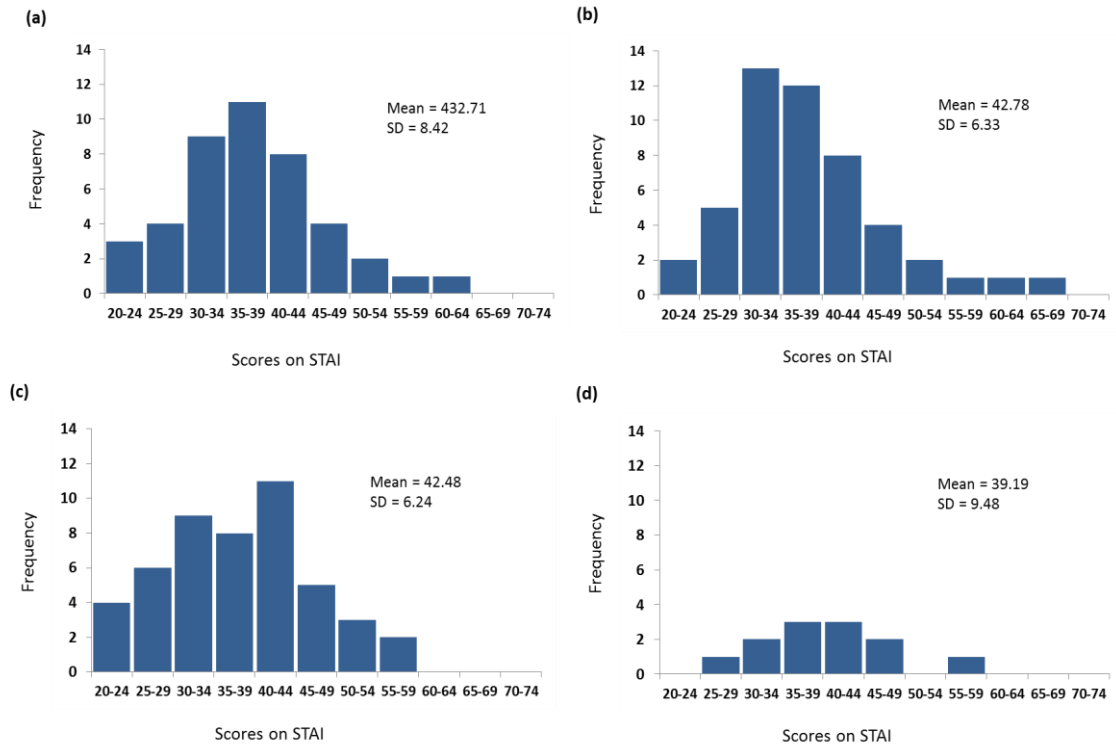 (a)
14
12
10
8
6
4
2
0
Frequency
Mean = 432.71
SD = 8.42
20-24 25-29 30-34 35-39 40-44 45-49 50-54 55-59 60-64 65-69 70-74
Scores on STAI
(b)
14
12
10
8
6
4
2
0
Frequency
Mean = 42.78
SD = 6.33
20-24 25-29 30-34 35-39 40-44 45-49 50-54 55-59 60-64 65-69 70-74
Scores on STAI
(c)
14
12
10
8
6
4
2
0
Frequency
Mean = 42.48
SD = 6.24
20-24 25-29 30-34 35-39 40-44 45-49 50-54 55-59 60-64 65-69 70-74
Scores on STAI
(d)
14
12
10
8
6
4
2
0
Frequency
Mean = 39.19
SD = 9.48
20-24 25-29 30-34 35-39 40-44 45-49 50-54 55-59 60-64 65-69 70-74
Scores on STAI